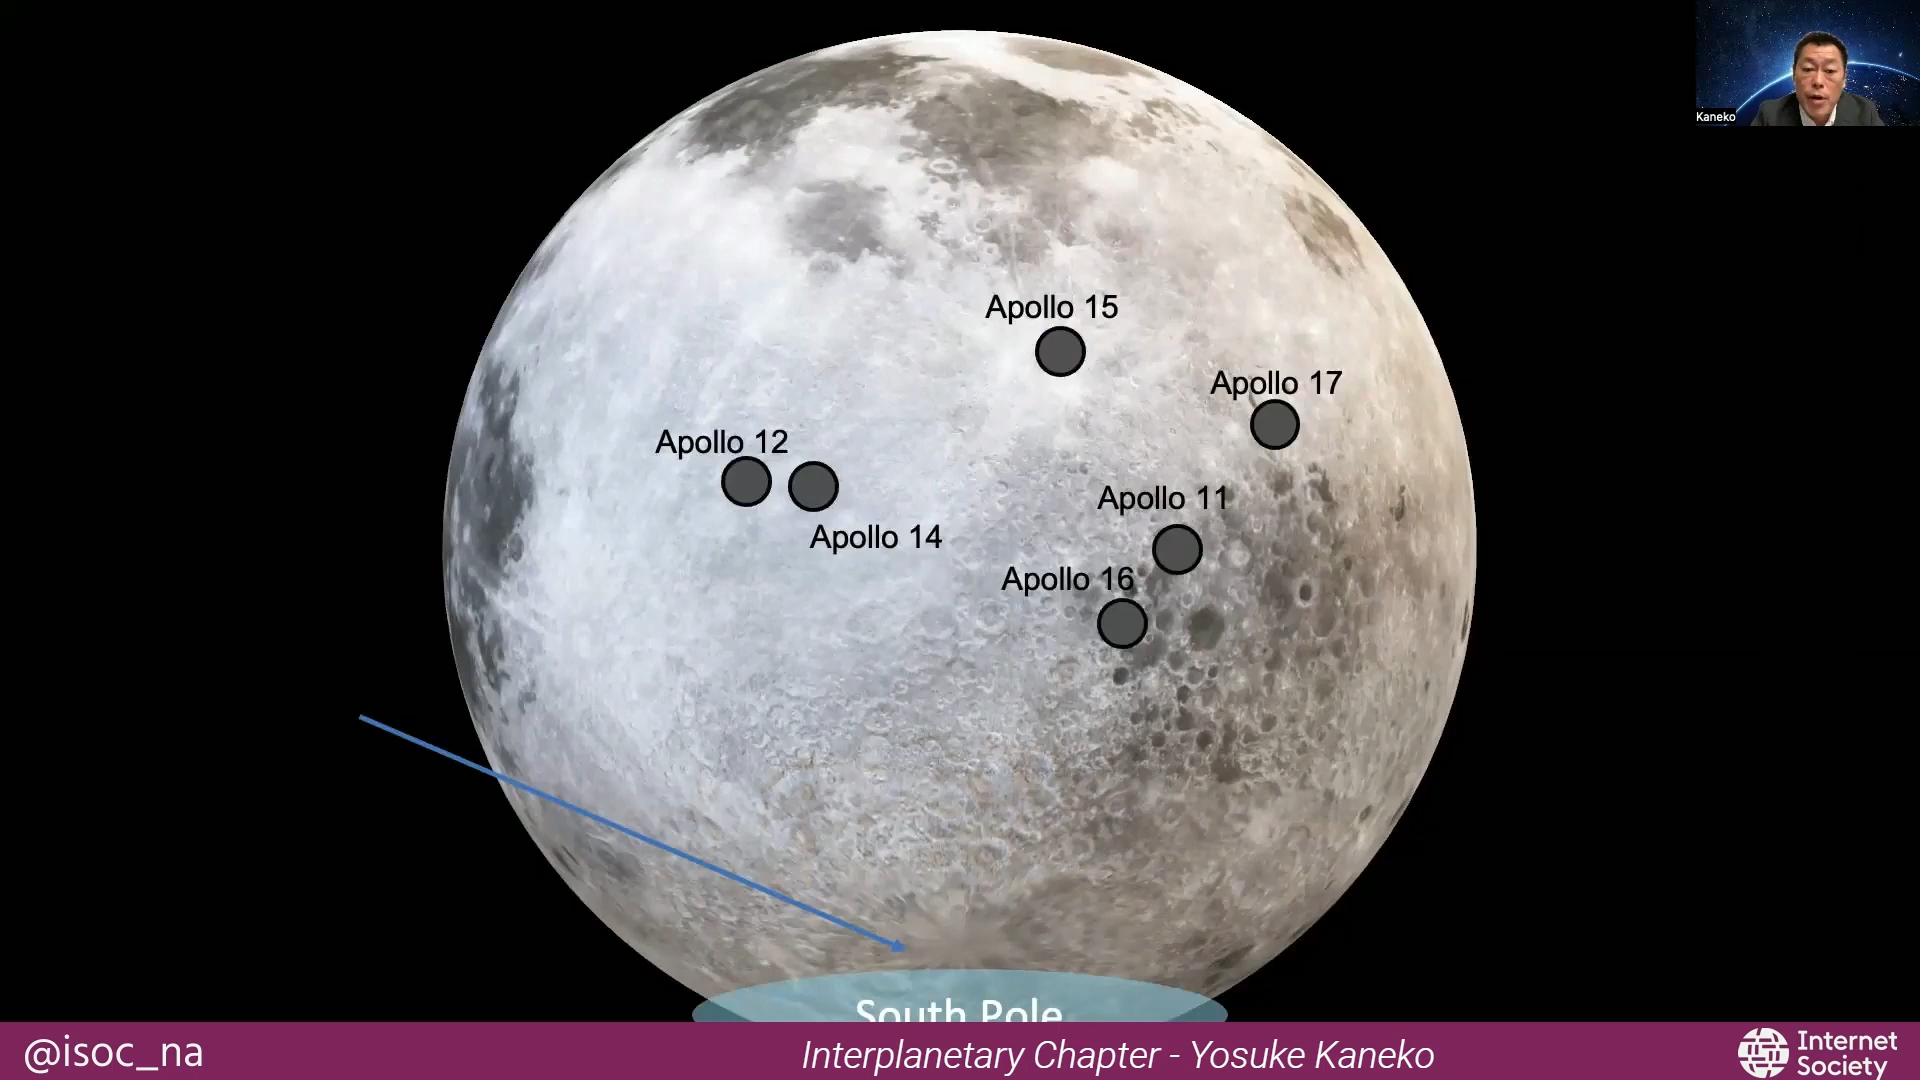 Kaneko
Apollo 15
Apollo 17
Apollo 12
Apollo 11
Apollo 14
Apollo 16
South Pole
@isoc_na
Interplanetary Chapter - Yosuke Kaneko
Internet
Society